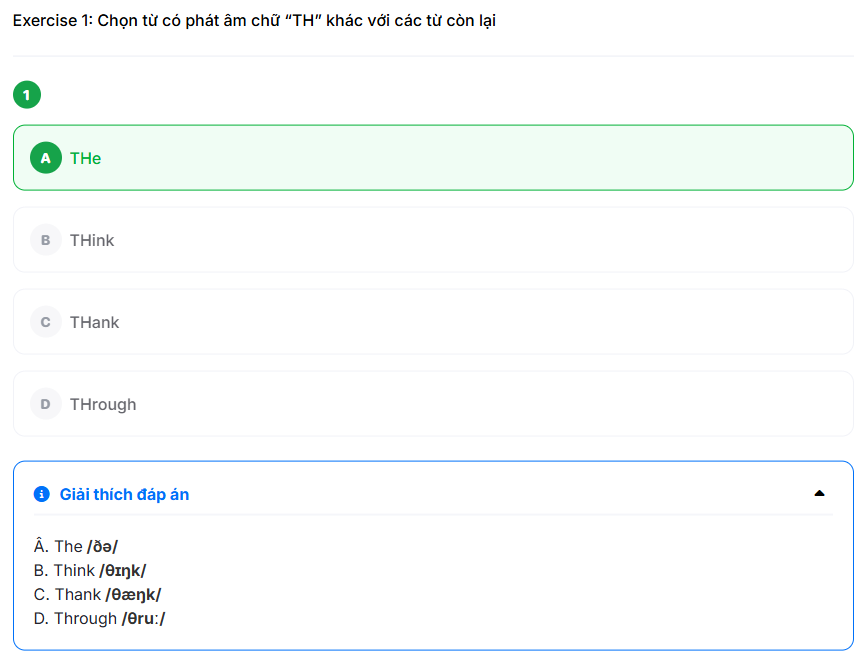 Exercise 1: Chọn từ có phát âm chữ “TH” khác với các từ còn lại
1
A THe
B THink
C THank
D THrough
Giải thích đáp án
Â. The /ðə/
B. Think /θɪŋk/
C. Thank /θæŋk/
D. Through /θruː/